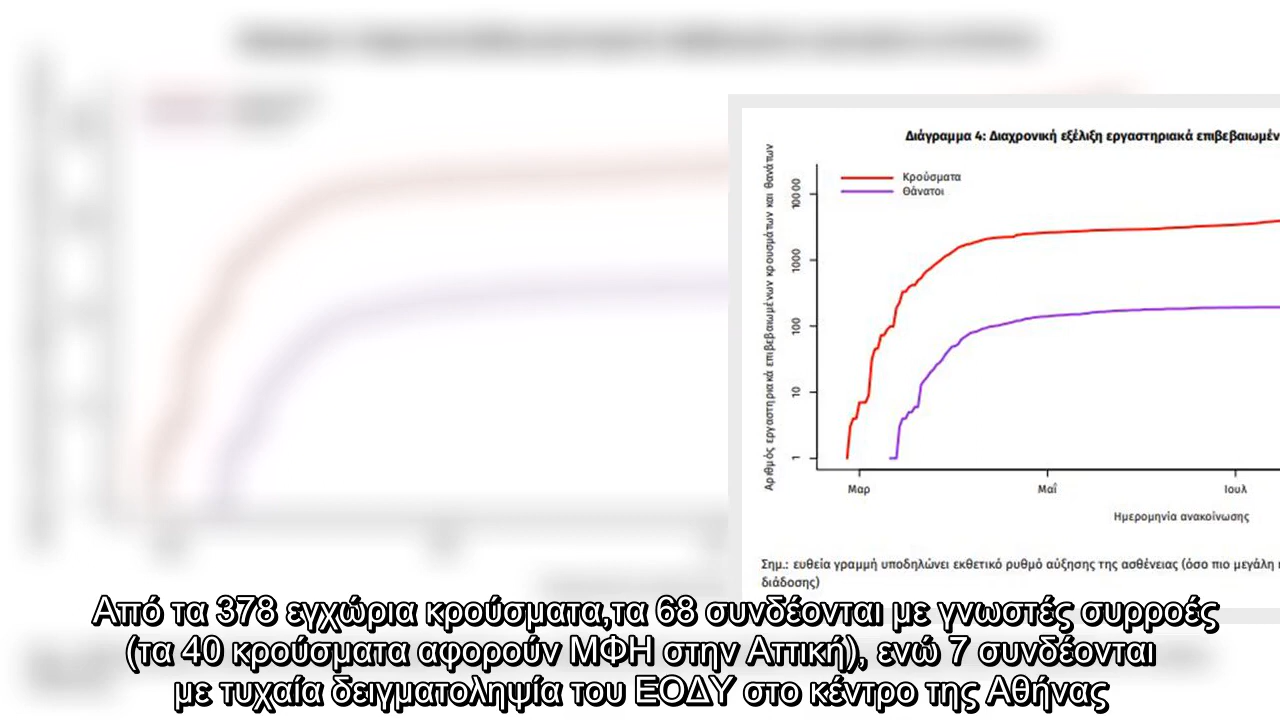 Διάγραμμα 4: Διαχρονική εξέλιξη εργαστηριακά επιβεβαιωμέν
Αριθμός εργαστηριακά επιβεβαιωμένων κρουσμάτων και θανάτων
Κρούσματα
Θάνατοι
10000
1000
100
10
1
Μαρ
Μαΐ
Ιουλ
Ημερομηνία ανακοίνωσης
Σημ.: ευθεία γραμμή υποδηλώνει εκθετικό ρυθμό αύξησης της ασθένειας (όσο πιο μεγάλη
διάδοσης)
Από τα 378 εγχώρια κρούσματα,τα 68 συνδέονται με γνωστές συρροές
(τα 40 κρούσματα αφορούν ΜΦΗ στην Αττική), ενώ 7 συνδέονται
με τυχαία δειγματοληψία του ΕΟΔΥ στο κέντρο της Αθήνας